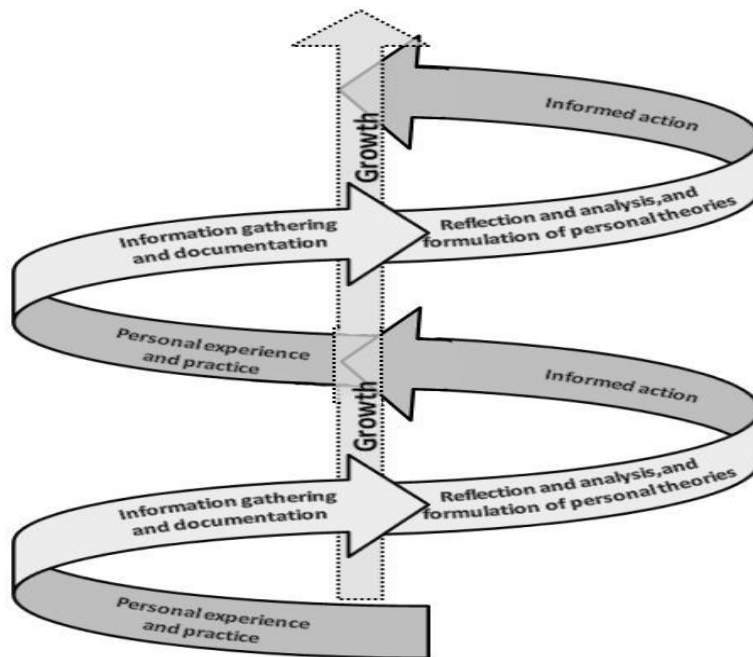 Informed action
Growth
Information gathering
and documentation
Reflection and analysis,and
formulation of personal theories
Personal experience
and practice
Informed action
Growth
Information gathering
and documentation
Reflection and analysis,and
formulation of personal theories
Personal experience
and practice